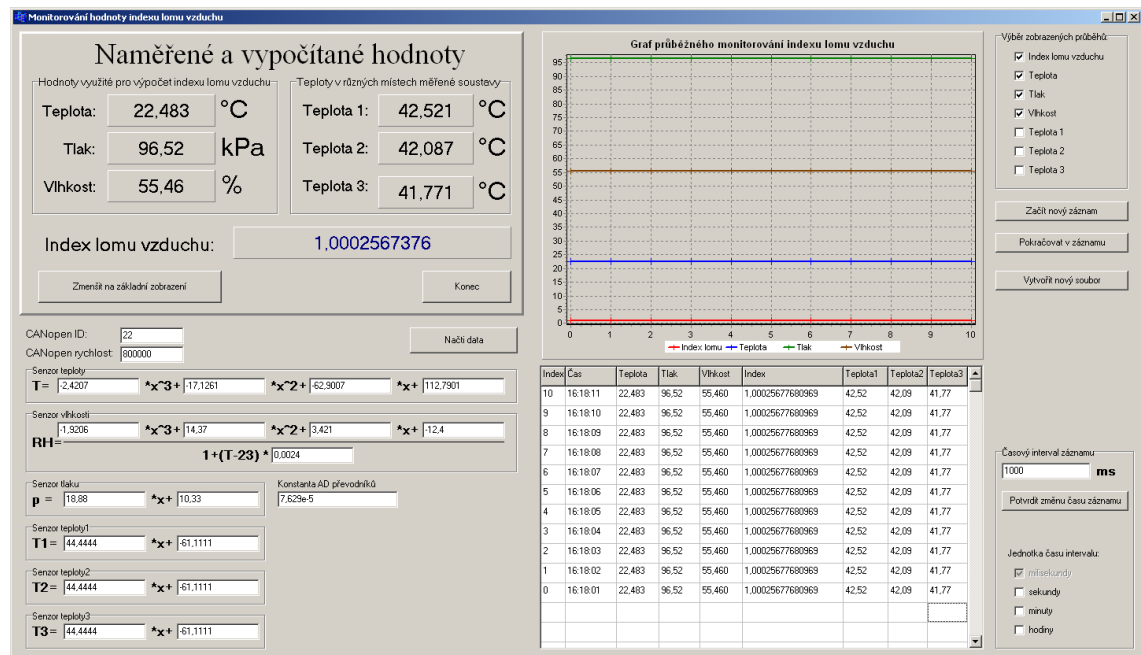 Monitorování hodnoty indexu lomu vzduchu
Naměřené a vypočítané hodnoty
Hodnoty využité pro výpočet indexu lomu vzduchu
Teplota: 22,483 °C
Tlak: 96,52 kPa
Vlhkost: 55,46 %
Teploty v různých místech měřené soustavy
Teplota 1: 42,521 °C
Teplota 2: 42,087 °C
Teplota 3: 41,771 °C
Index lomu vzduchu: 1,0002567376
Zmenšit na základní zobrazení
Konec
CANopen ID: 22
CANopen rychlost: 800000
Načti data
Senzor teploty
T= -2,4207 *x^3+ -17,1261 *x^2+ -62,9007 *x+ 112,7901
Senzor vlhkosti
RH= -1,9206 *x^3+ 14,37 *x^2+ 3,421 *x+ -12,4
1+(T-23) * 0,0024
Senzor tlaku
p = 18,88 *x+ 10,33
Konstanta AD převodníků
7,629e-5
Senzor teploty1
T1= 44,4444 *x+ -61,1111
Senzor teploty2
T2= 44,4444 *x+ -61,1111
Senzor teploty3
T3= 44,4444 *x+ -61,1111
Graf průběžného monitorování indexu lomu vzduchu
95
90
85
80
75
70
65
60
55
50
45
40
35
30
25
20
15
10
5
0
0 1 2 3 4 5 6 7 8 9 10
Index lomu Teplota Tlak Vlhkost
Index Čas Teplota Tlak Vlhkost Index Teplota1 Teplota2 Teplota3
10 16:18:11 22,483 96,52 55,460 1,00025677680969 42,52 42,09 41,77
9 16:18:10 22,483 96,52 55,460 1,00025677680969 42,52 42,09 41,77
8 16:18:09 22,483 96,52 55,460 1,00025677680969 42,52 42,09 41,77
7 16:18:08 22,483 96,52 55,460 1,00025677680969 42,52 42,09 41,77
6 16:18:07 22,483 96,52 55,460 1,00025677680969 42,52 42,09 41,77
5 16:18:06 22,483 96,52 55,460 1,00025677680969 42,52 42,09 41,77
4 16:18:05 22,483 96,52 55,460 1,00025677680969 42,52 42,09 41,77
3 16:18:04 22,483 96,52 55,460 1,00025677680969 42,52 42,09 41,77
2 16:18:03 22,483 96,52 55,460 1,00025677680969 42,52 42,09 41,77
1 16:18:02 22,483 96,52 55,460 1,00025677680969 42,52 42,09 41,77
0 16:18:01 22,483 96,52 55,460 1,00025677680969 42,52 42,09 41,77
Výběr zobrazených průběhů:
Index lomu vzduchu
Teplota
Tlak
Vlhkost
Teplota 1
Teplota 2
Teplota 3
Začít nový záznam
Pokračovat v záznamu
Vytvořit nový soubor
Časový interval záznamu
1000 ms
Potvrdit změnu času záznamu
Jednotka času intervalu:
milisekundy
sekundy
minuty
hodiny